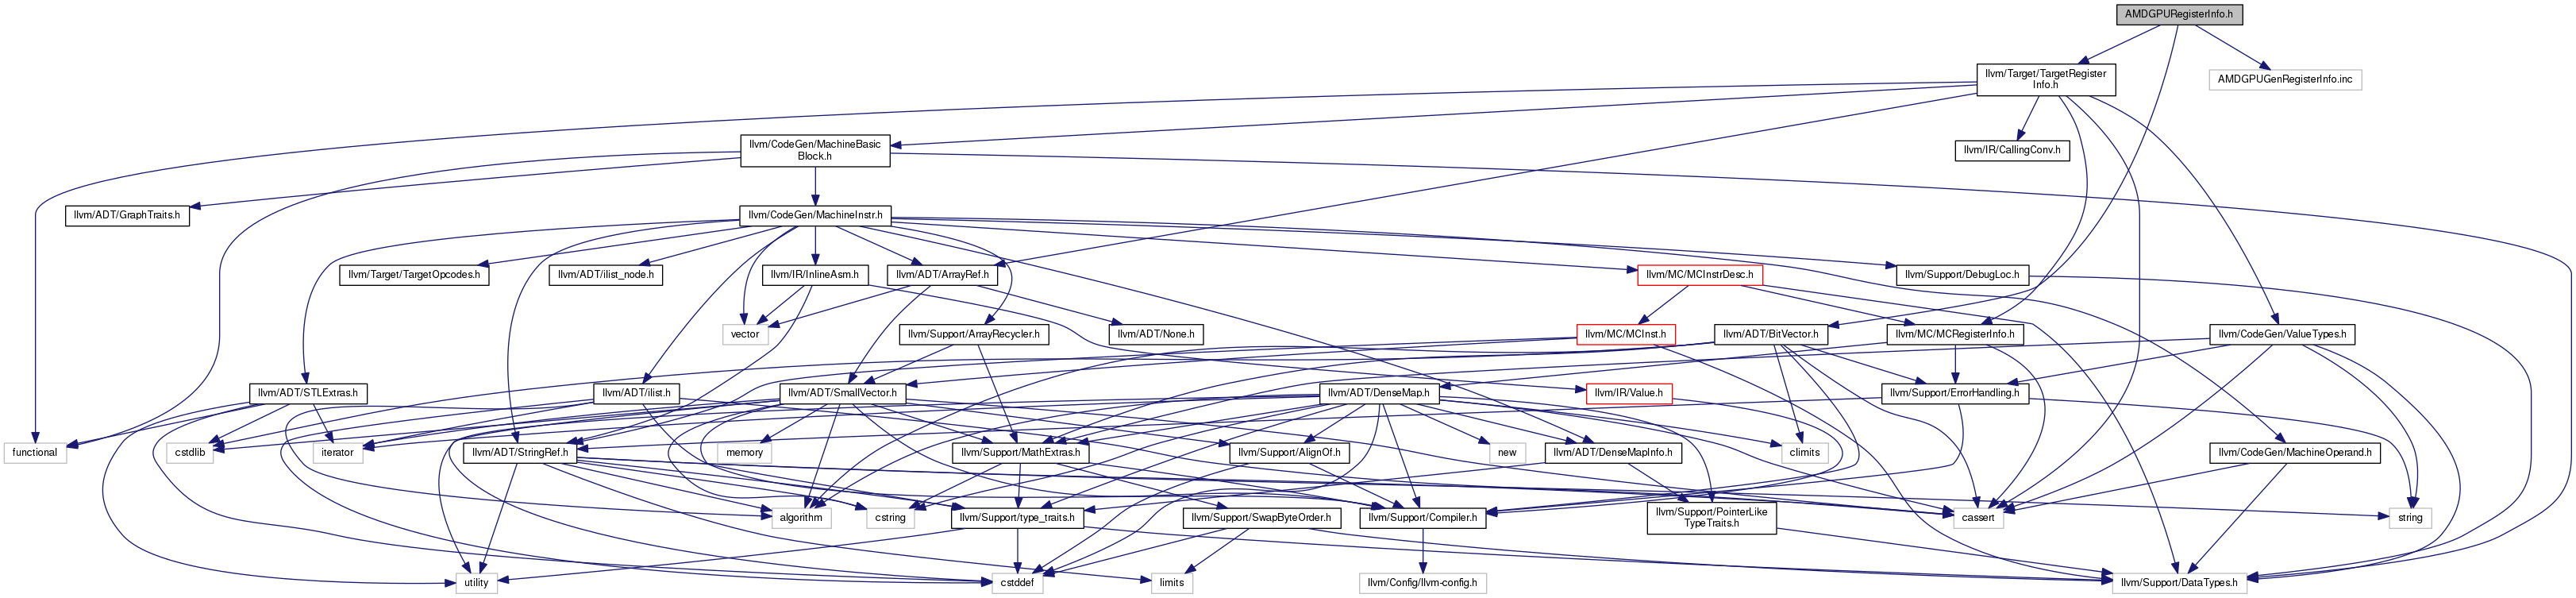 AMDGPURegisterInfo.h
llvm/Target/TargetRegister
Info.h
AMDGPUGenRegisterInfo.inc
llvm/CodeGen/MachineBasic
Block.h
llvm/IR/CallingConv.h
llvm/ADT/GraphTraits.h
llvm/CodeGen/MachineInstr.h
llvm/Target/TargetOpcodes.h
llvm/ADT/ilist_node.h
llvm/IR/InlineAsm.h
llvm/ADT/ArrayRef.h
llvm/MC/MCInstrDesc.h
llvm/Support/DebugLoc.h
vector
llvm/Support/ArrayRecycler.h
llvm/ADT/None.h
llvm/MC/MCInst.h
llvm/ADT/BitVector.h
llvm/MC/MCRegisterInfo.h
llvm/CodeGen/ValueTypes.h
llvm/ADT/STLExtras.h
llvm/ADT/ilist.h
llvm/ADT/SmallVector.h
llvm/ADT/DenseMap.h
llvm/IR/Value.h
llvm/Support/ErrorHandling.h
functional
cstdlib
iterator
llvm/ADT/StringRef.h
memory
llvm/Support/MathExtras.h
llvm/Support/AlignOf.h
new
llvm/ADT/DenseMapInfo.h
climits
llvm/CodeGen/MachineOperand.h
algorithm
cstring
llvm/Support/type_traits.h
llvm/Support/SwapByteOrder.h
llvm/Support/Compiler.h
llvm/Support/PointerLike
TypeTraits.h
cassert
string
utility
cstddef
limits
llvm/Config/llvm-config.h
llvm/Support/DataTypes.h